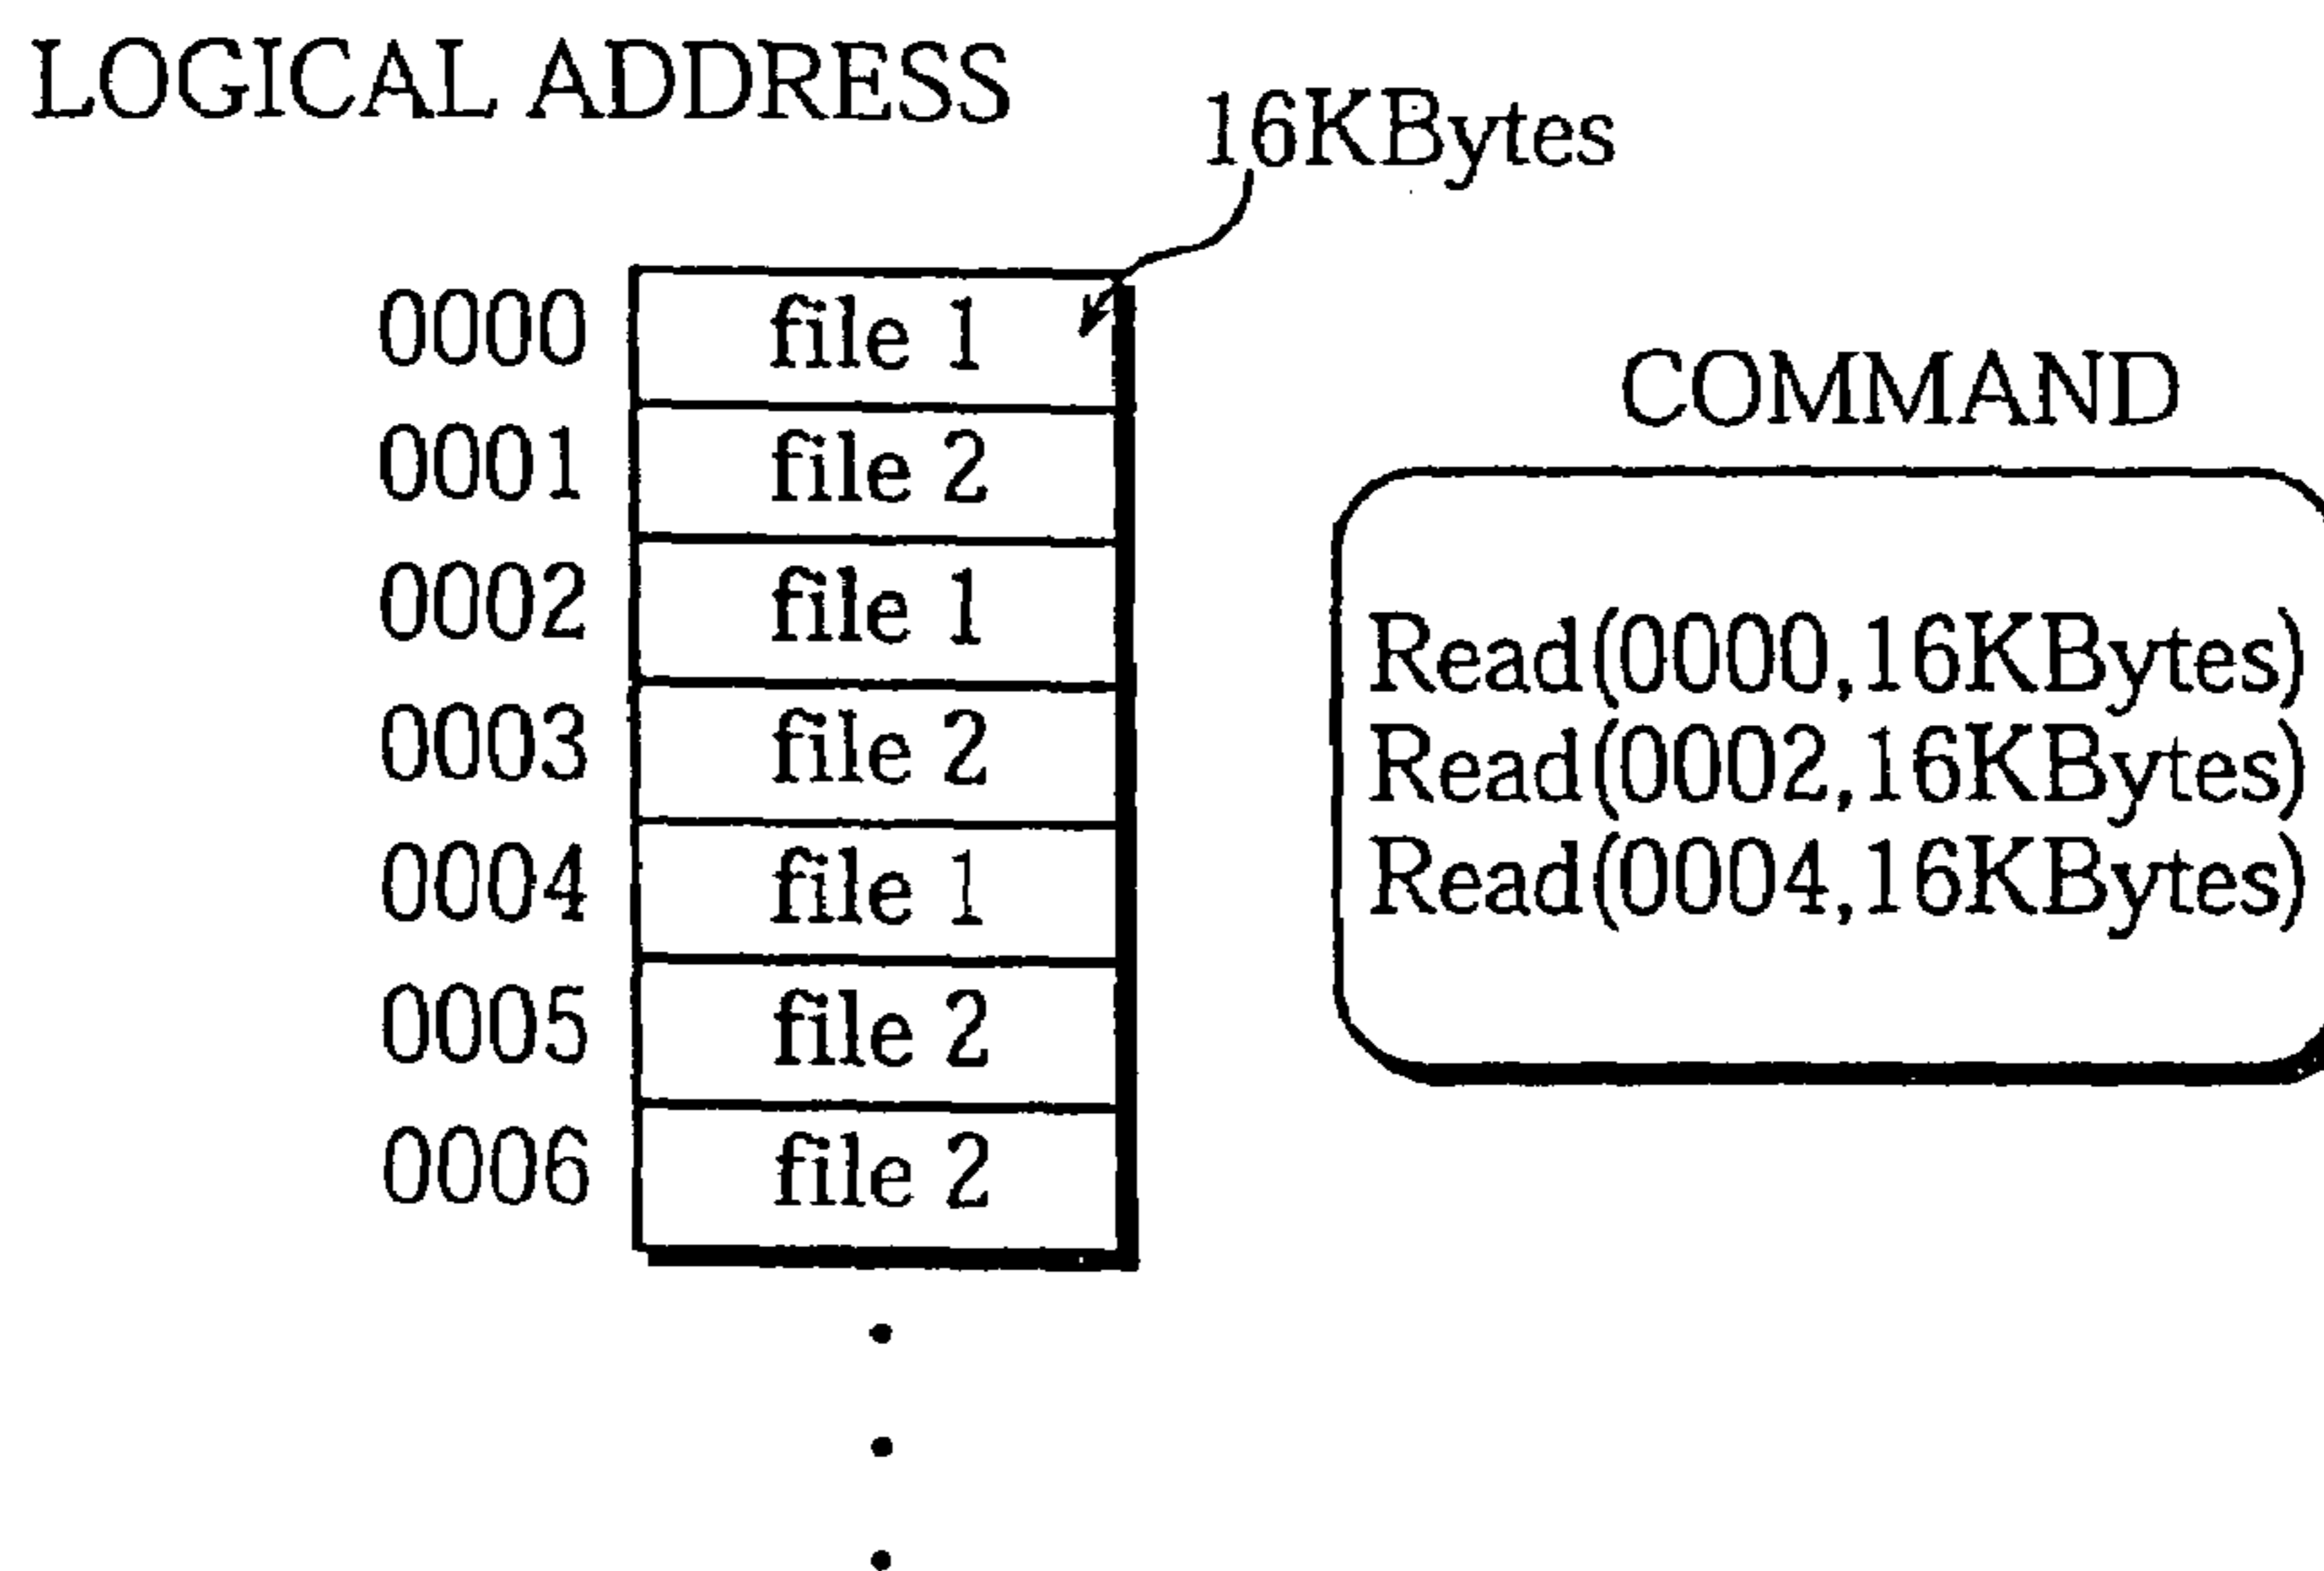 LOGICAL ADDRESS
16KBytes
0000 file 1
0001 file 2
0002 file 1
0003 file 2
0004 file 1
0005 file 2
0006 file 2
COMMAND
Read(0000,16KBytes)
Read(0002,16KBytes)
Read(0004,16KBytes)